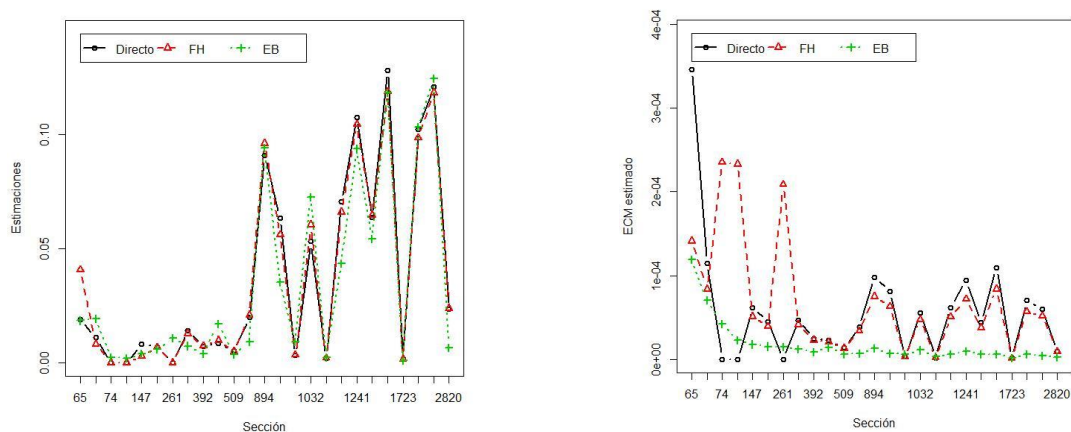 Directo FH EB
Estimaciones
0.00 0.05 0.10
65 74 147 261 392 509 894 1032 1241 1723 2820
Sección
Directo FH EB
ECM estimado
0e+00 1e-04 2e-04 3e-04 4e-04
65 74 147 261 392 509 894 1032 1241 1723 2820
Sección